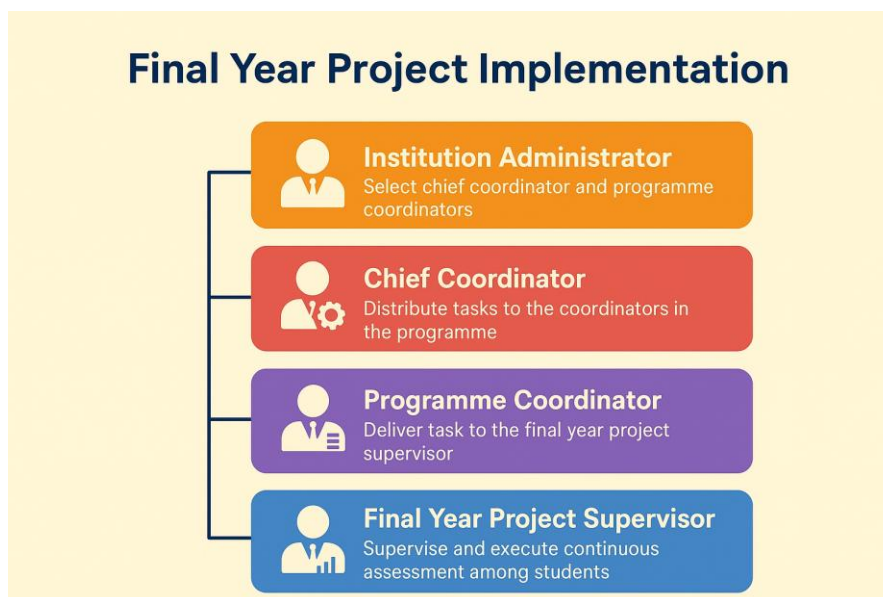 Final Year Project Implementation
Institution Administrator
Select chief coordinator and programme
coordinators
Chief Coordinator
Distribute tasks to the coordinators in
the programme
Programme Coordinator
Deliver task to the final year project
supervisor
Final Year Project Supervisor
Supervise and execute continuous
assessment among students